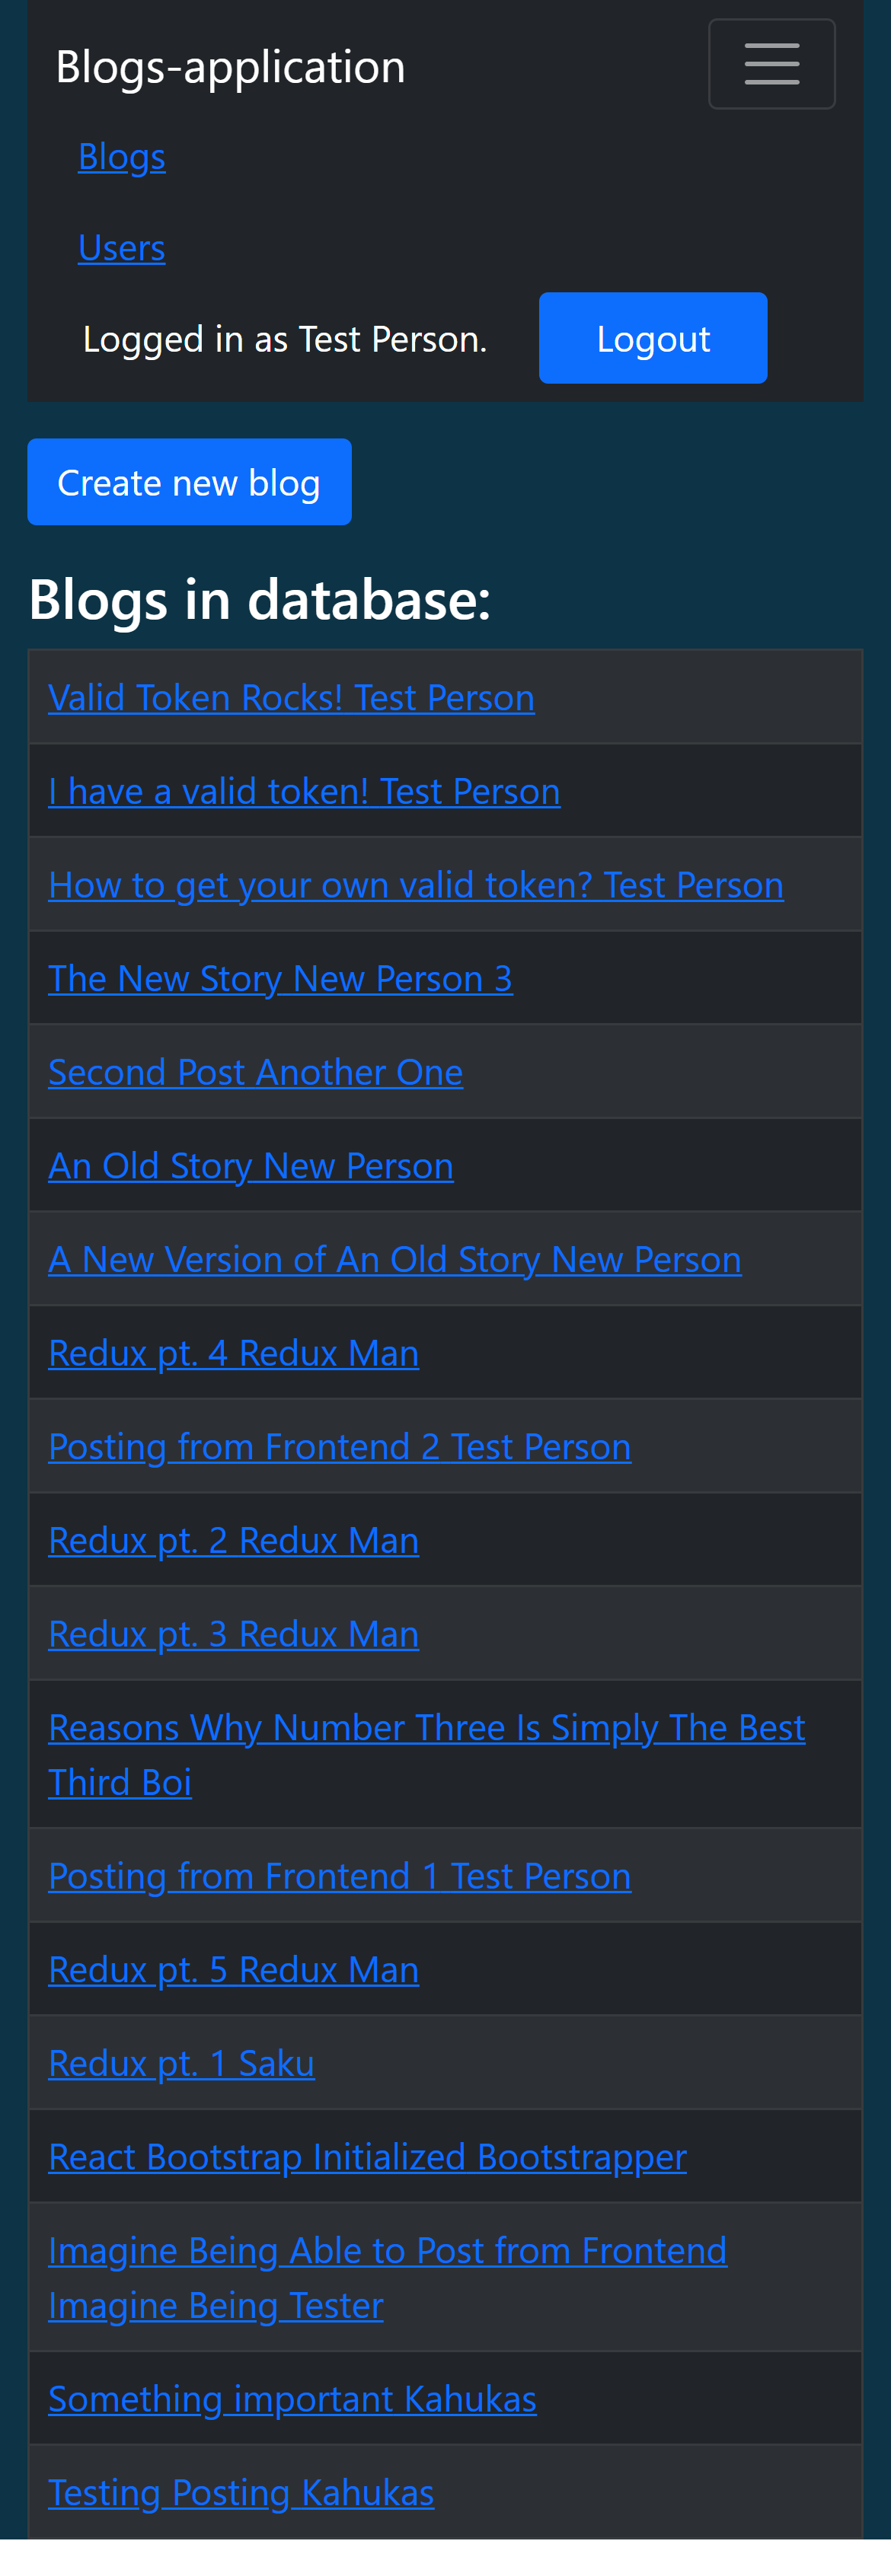 Blogs-application
Blogs
Users
Logged in as Test Person. Logout
Create new blog
Blogs in database:
Valid Token Rocks! Test Person
I have a valid token! Test Person
How to get your own valid token? Test Person
The New Story New Person 3
Second Post Another One
An Old Story New Person
A New Version of An Old Story New Person
Redux pt. 4 Redux Man
Posting from Frontend 2 Test Person
Redux pt. 2 Redux Man
Redux pt. 3 Redux Man
Reasons Why Number Three Is Simply The Best
Third Boi
Posting from Frontend 1 Test Person
Redux pt. 5 Redux Man
Redux pt. 1 Saku
React Bootstrap Initialized Bootstrapper
Imagine Being Able to Post from Frontend
Imagine Being Tester
Something important Kahukas
Testing Posting Kahukas